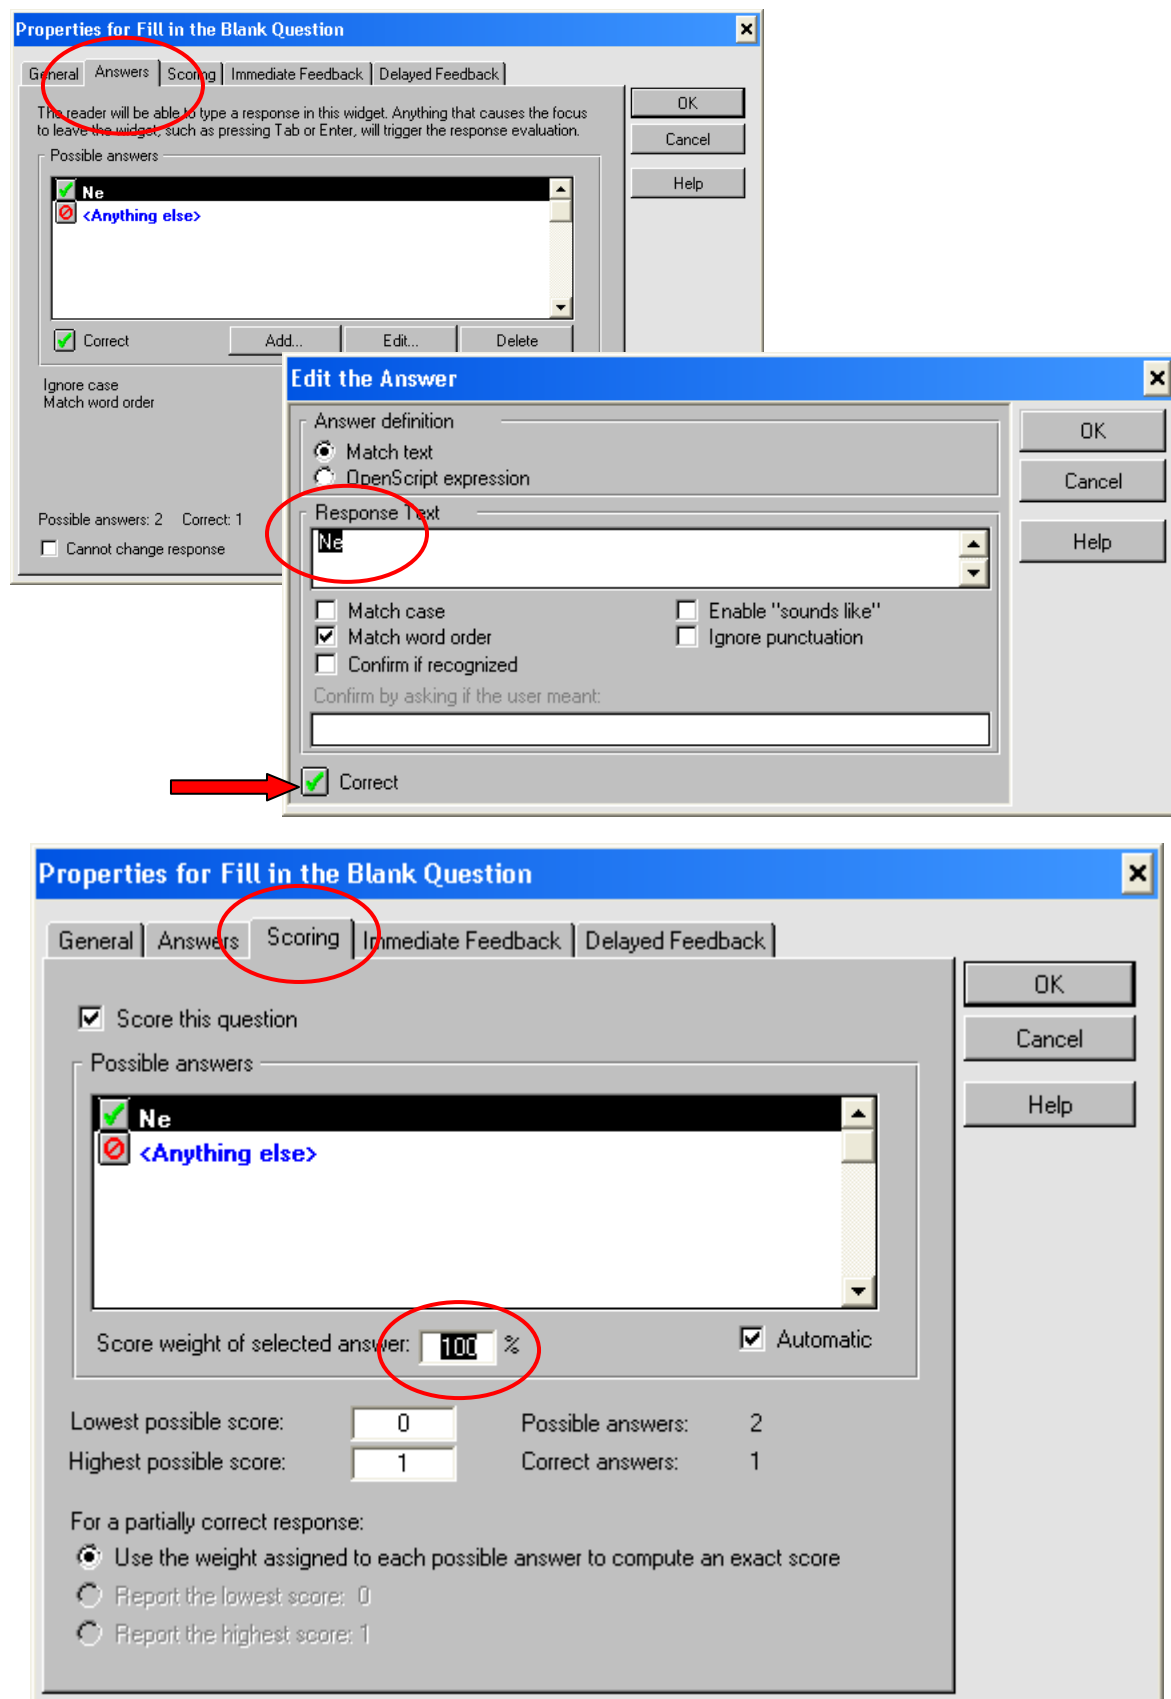 Properties for Fill in the Blank Question
General Answers Scoring Immediate Feedback Delayed Feedback
The reader will be able to type a response in this widget. Anything that causes the focus
to leave the widget, such as pressing Tab or Enter, will trigger the response evaluation.
OK
Cancel
Help
Possible answers
Ne
<Anything else>
Correct
Add... Edit... Delete
Ignore case
Match word order
Possible answers: 2 Correct: 1
Cannot change response
Edit the Answer
Answer definition
Match text
OpenScript expression
OK
Cancel
Help
Response Text
Ne
Match case Enable "sounds like"
Match word order Ignore punctuation
Confirm if recognized
Confirm by asking if the user meant:
Correct
Properties for Fill in the Blank Question
General Answers Scoring Immediate Feedback Delayed Feedback
OK
Cancel
Help
Score this question
Possible answers
Ne
<Anything else>
Score weight of selected answer: 100 % Automatic
Lowest possible score: 0 Possible answers: 2
Highest possible score: 1 Correct answers: 1
For a partially correct response:
Use the weight assigned to each possible answer to compute an exact score
Report the lowest score: 0
Report the highest score: 1